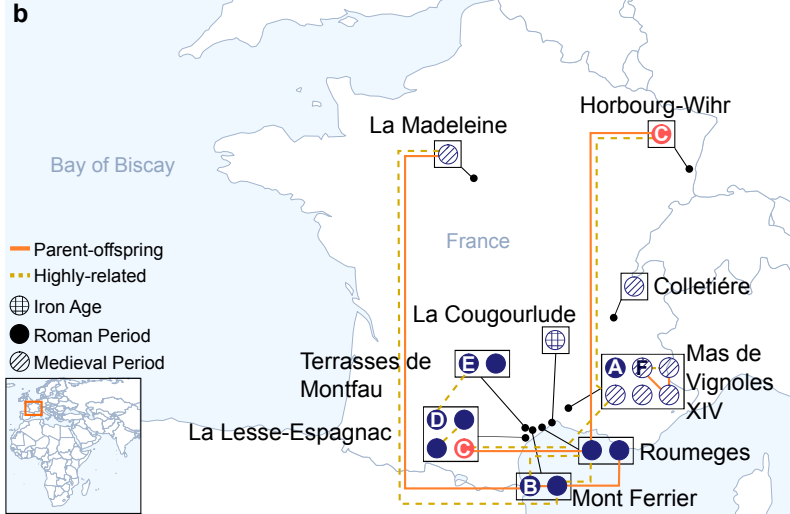 b
Horbourg-Wihr
La Madeleine
C
Bay of Biscay
France
Parent-offspring
Highly-related
Colletiére
Iron Age
La Cougourlude
Roman Period
Medieval Period
Terrasses de
Montfau
E
A
F
Mas de
Vignoles
XIV
D
La Lesse-Espagnac
C
Roumeges
B
Mont Ferrier